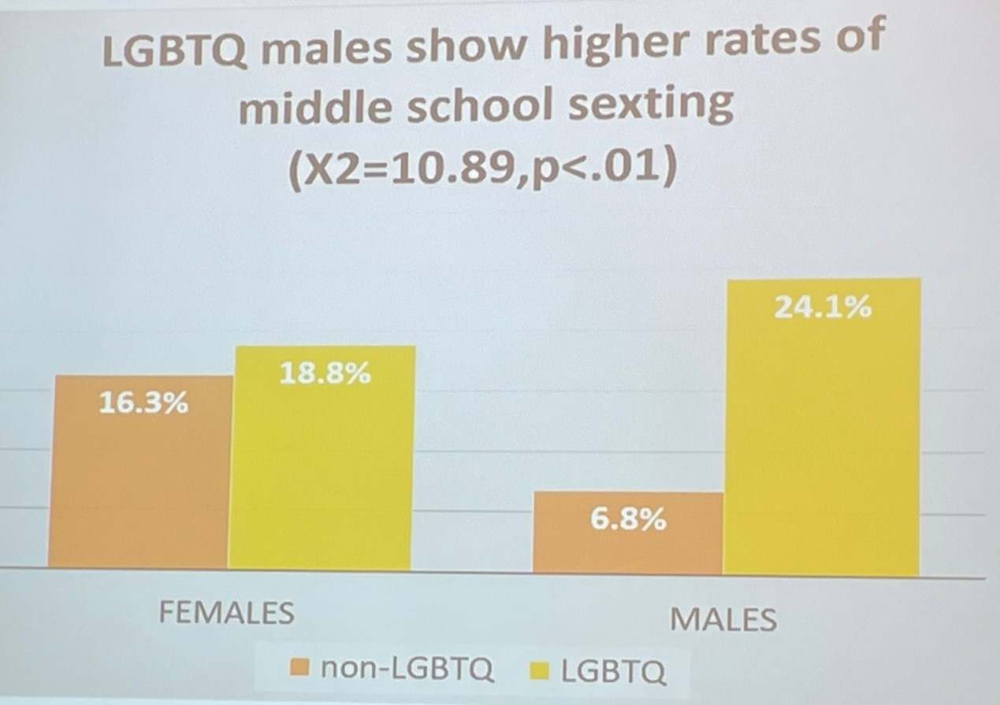 LGBTQ males show higher rates of
middle school sexting
(X2=10.89,p<.01)
16.3%
18.8%
6.8%
24.1%
FEMALES
MALES
non-LGBTQ
LGBTQ